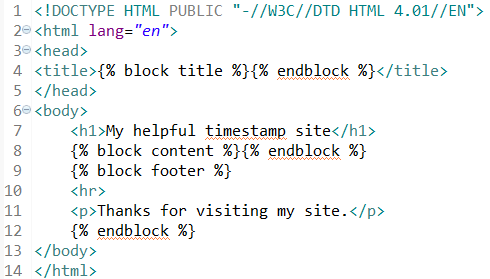 1 <!DOCTYPE HTML PUBLIC "-//W3C//DTD HTML 4.01//EN">
2 <html lang="en">
3 <head>
4 <title>{% block title %}{% endblock %}</title>
5 </head>
6 <body>
7     <h1>My helpful timestamp site</h1>
8     {% block content %}{% endblock %}
9     {% block footer %}
10     <hr>
11     <p>Thanks for visiting my site.</p>
12     {% endblock %}
13 </body>
14 </html>